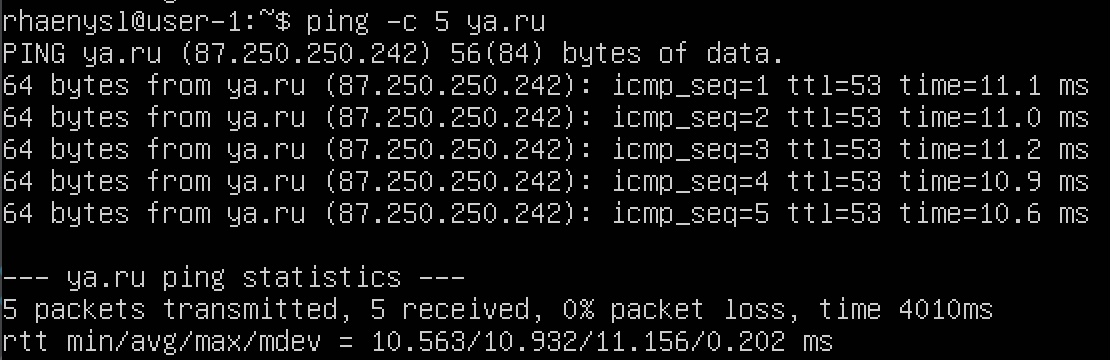 rhaenysl@user-1:~$ ping -c 5 ya.ru
PING ya.ru (87.250.250.242) 56(84) bytes of data.
64 bytes from ya.ru (87.250.250.242): icmp_seq=1 ttl=53 time=11.1 ms
64 bytes from ya.ru (87.250.250.242): icmp_seq=2 ttl=53 time=11.0 ms
64 bytes from ya.ru (87.250.250.242): icmp_seq=3 ttl=53 time=11.2 ms
64 bytes from ya.ru (87.250.250.242): icmp_seq=4 ttl=53 time=10.9 ms
64 bytes from ya.ru (87.250.250.242): icmp_seq=5 ttl=53 time=10.6 ms
--- ya.ru ping statistics ---
5 packets transmitted, 5 received, 0% packet loss, time 4010ms
rtt min/avg/max/mdev = 10.563/10.932/11.156/0.202 ms